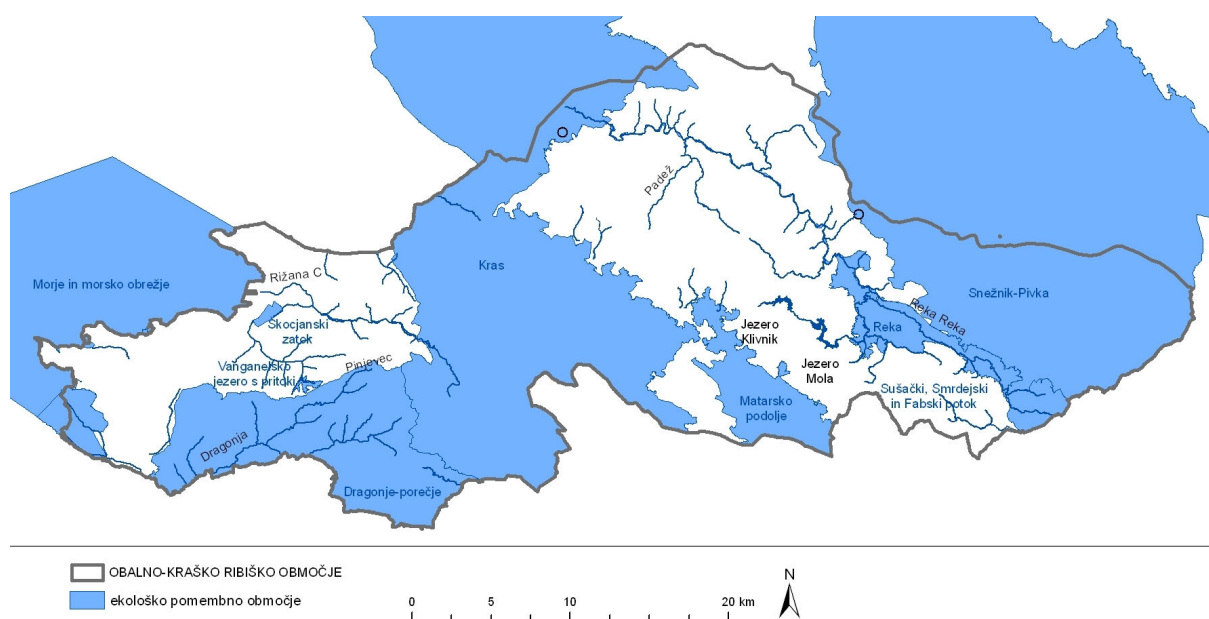 Padež
Kras
Rižana C
Morje in morsko obrežje
Snežnik-Pivka
Reka Reka
Škocjanski
zatok
Jezero
Klivnik
Reka
Pinjevec
Vanganelsko
jezero s pritoki
Jezero
Mola
Sušački, Smrdejski
in Fabski potok
Matarsko
podolje
Dragonja
Dragonje-porečje
OBALNO-KRAŠKO RIBIŠKO OBMOČJE
ekološko pomembno območje
0 5 10 20 km
N